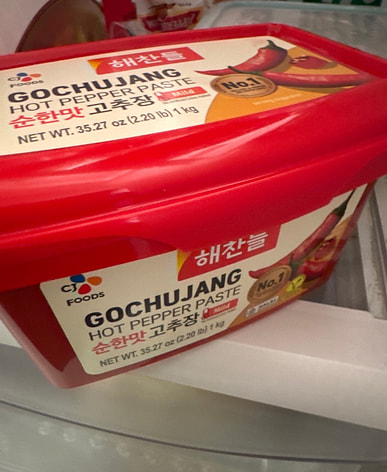 해찬들
CJ
FOODS
GOCHUJANG
HOT PEPPER PASTE
순한맛 고추장
Mild
No.1
NET WT. 35.27 oz (2.20 lb) 1 kg
해찬들
CJ
FOODS
GOCHUJANG
HOT PEPPER PASTE
순한맛 고추장
Mild
No.1
NET WT. 35.27 oz (2.20 lb) 1 kg